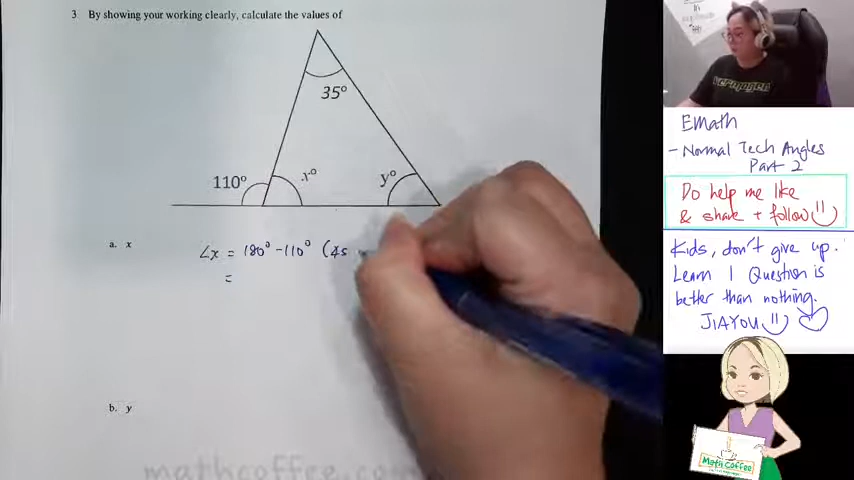 3 By showing your working clearly, calculate the values of
35°
110°
x°
y°
a. x
∠x = 180° - 110° (∠s
=
b. y
mathcoffee.com
EMath
- Normal Tech Angles
Part 2
Do help me like
& share + follow
Kids, don't give up.
Learn 1 Question is
better than nothing.
JIAYOU
Math Coffee